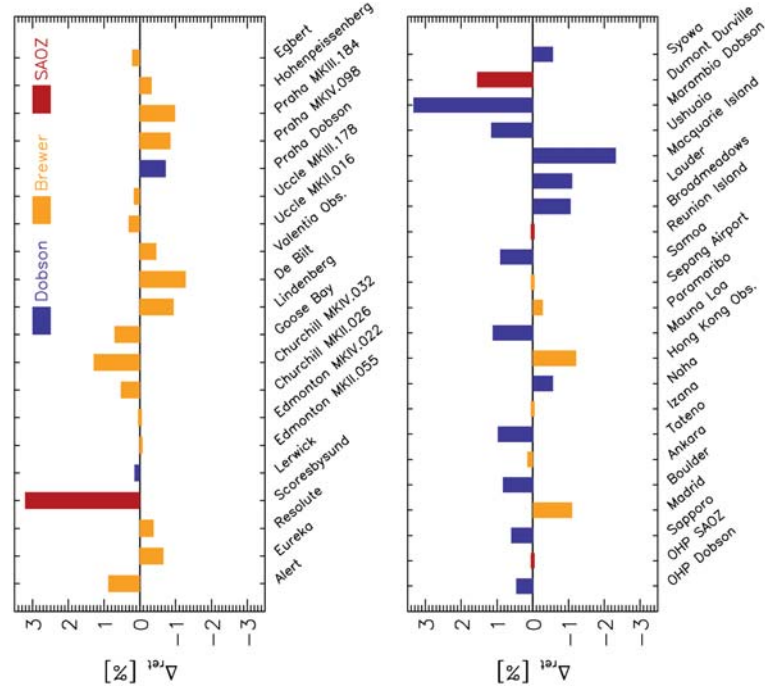 Dobson
Brewer
SAOZ
Δret [%]
3
2
1
0
−1
−2
−3
Alert
Eureka
Resolute
Scoresbysund
Lerwick
Edmonton MKII.055
Edmonton MKIV.022
Churchill MKII.026
Churchill MKIV.032
Goose Bay
Lindenberg
De Bilt
Valentia Obs.
Uccle MKII.016
Uccle MKIII.178
Praha Dobson
Praha MKIV.098
Praha MKIII.184
Hohenpeissenberg
Egbert
Δret [%]
3
2
1
0
−1
−2
−3
OHP Dobson
OHP SAOZ
Sapporo
Madrid
Boulder
Ankara
Tateno
Izana
Naha
Hong Kong Obs.
Mauna Loa
Paramaribo
Sepang Airport
Samoa
Reunion Island
Broadmeadows
Lauder
Macquarie Island
Ushuaia
Marambio Dobson
Dumont Durville
Syowa